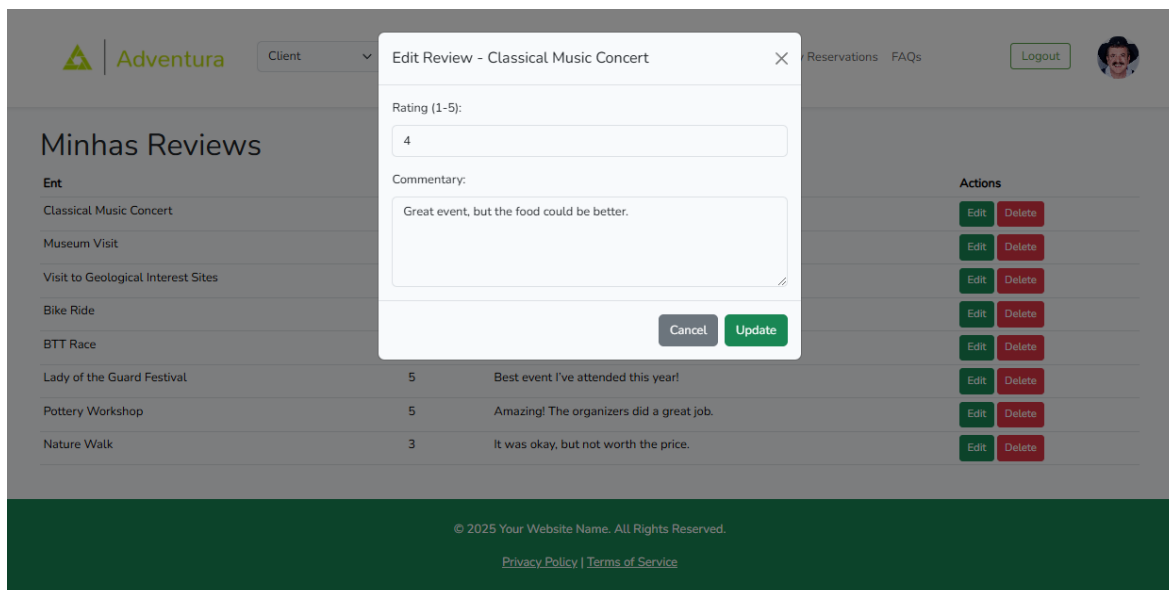 Adventura
Client
Reservations FAQs
Logout
Edit Review - Classical Music Concert
Rating (1-5):
4
Commentary:
Great event, but the food could be better.
Cancel Update
Minhas Reviews
Ent Actions
Classical Music Concert Edit Delete
Museum Visit Edit Delete
Visit to Geological Interest Sites Edit Delete
Bike Ride Edit Delete
BTT Race Edit Delete
Lady of the Guard Festival 5 Best event I've attended this year! Edit Delete
Pottery Workshop 5 Amazing! The organizers did a great job. Edit Delete
Nature Walk 3 It was okay, but not worth the price. Edit Delete
© 2025 Your Website Name. All Rights Reserved.
Privacy Policy | Terms of Service